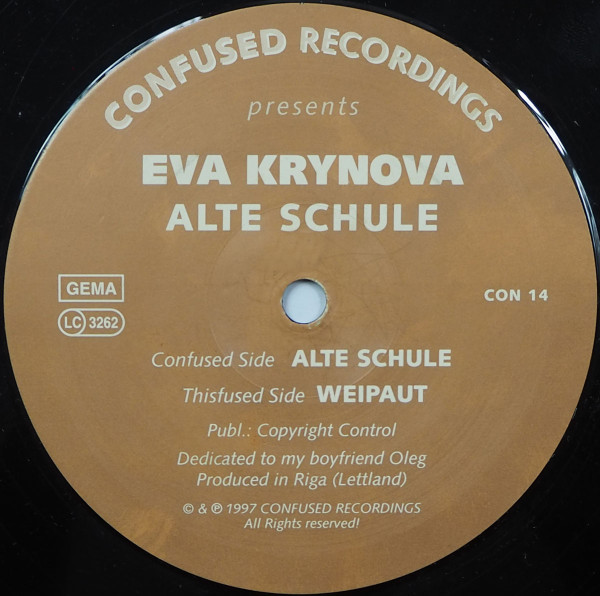 CONFUSED RECORDINGS
presents
EVA KRYNOVA
ALTE SCHULE
GEMA
LC 3262
CON 14
Confused Side ALTE SCHULE
Thisfused Side WEIPAUT
Publ.: Copyright Control
Dedicated to my boyfriend Oleg
Produced in Riga (Lettland)
© & ℗ 1997 CONFUSED RECORDINGS
All Rights reserved!